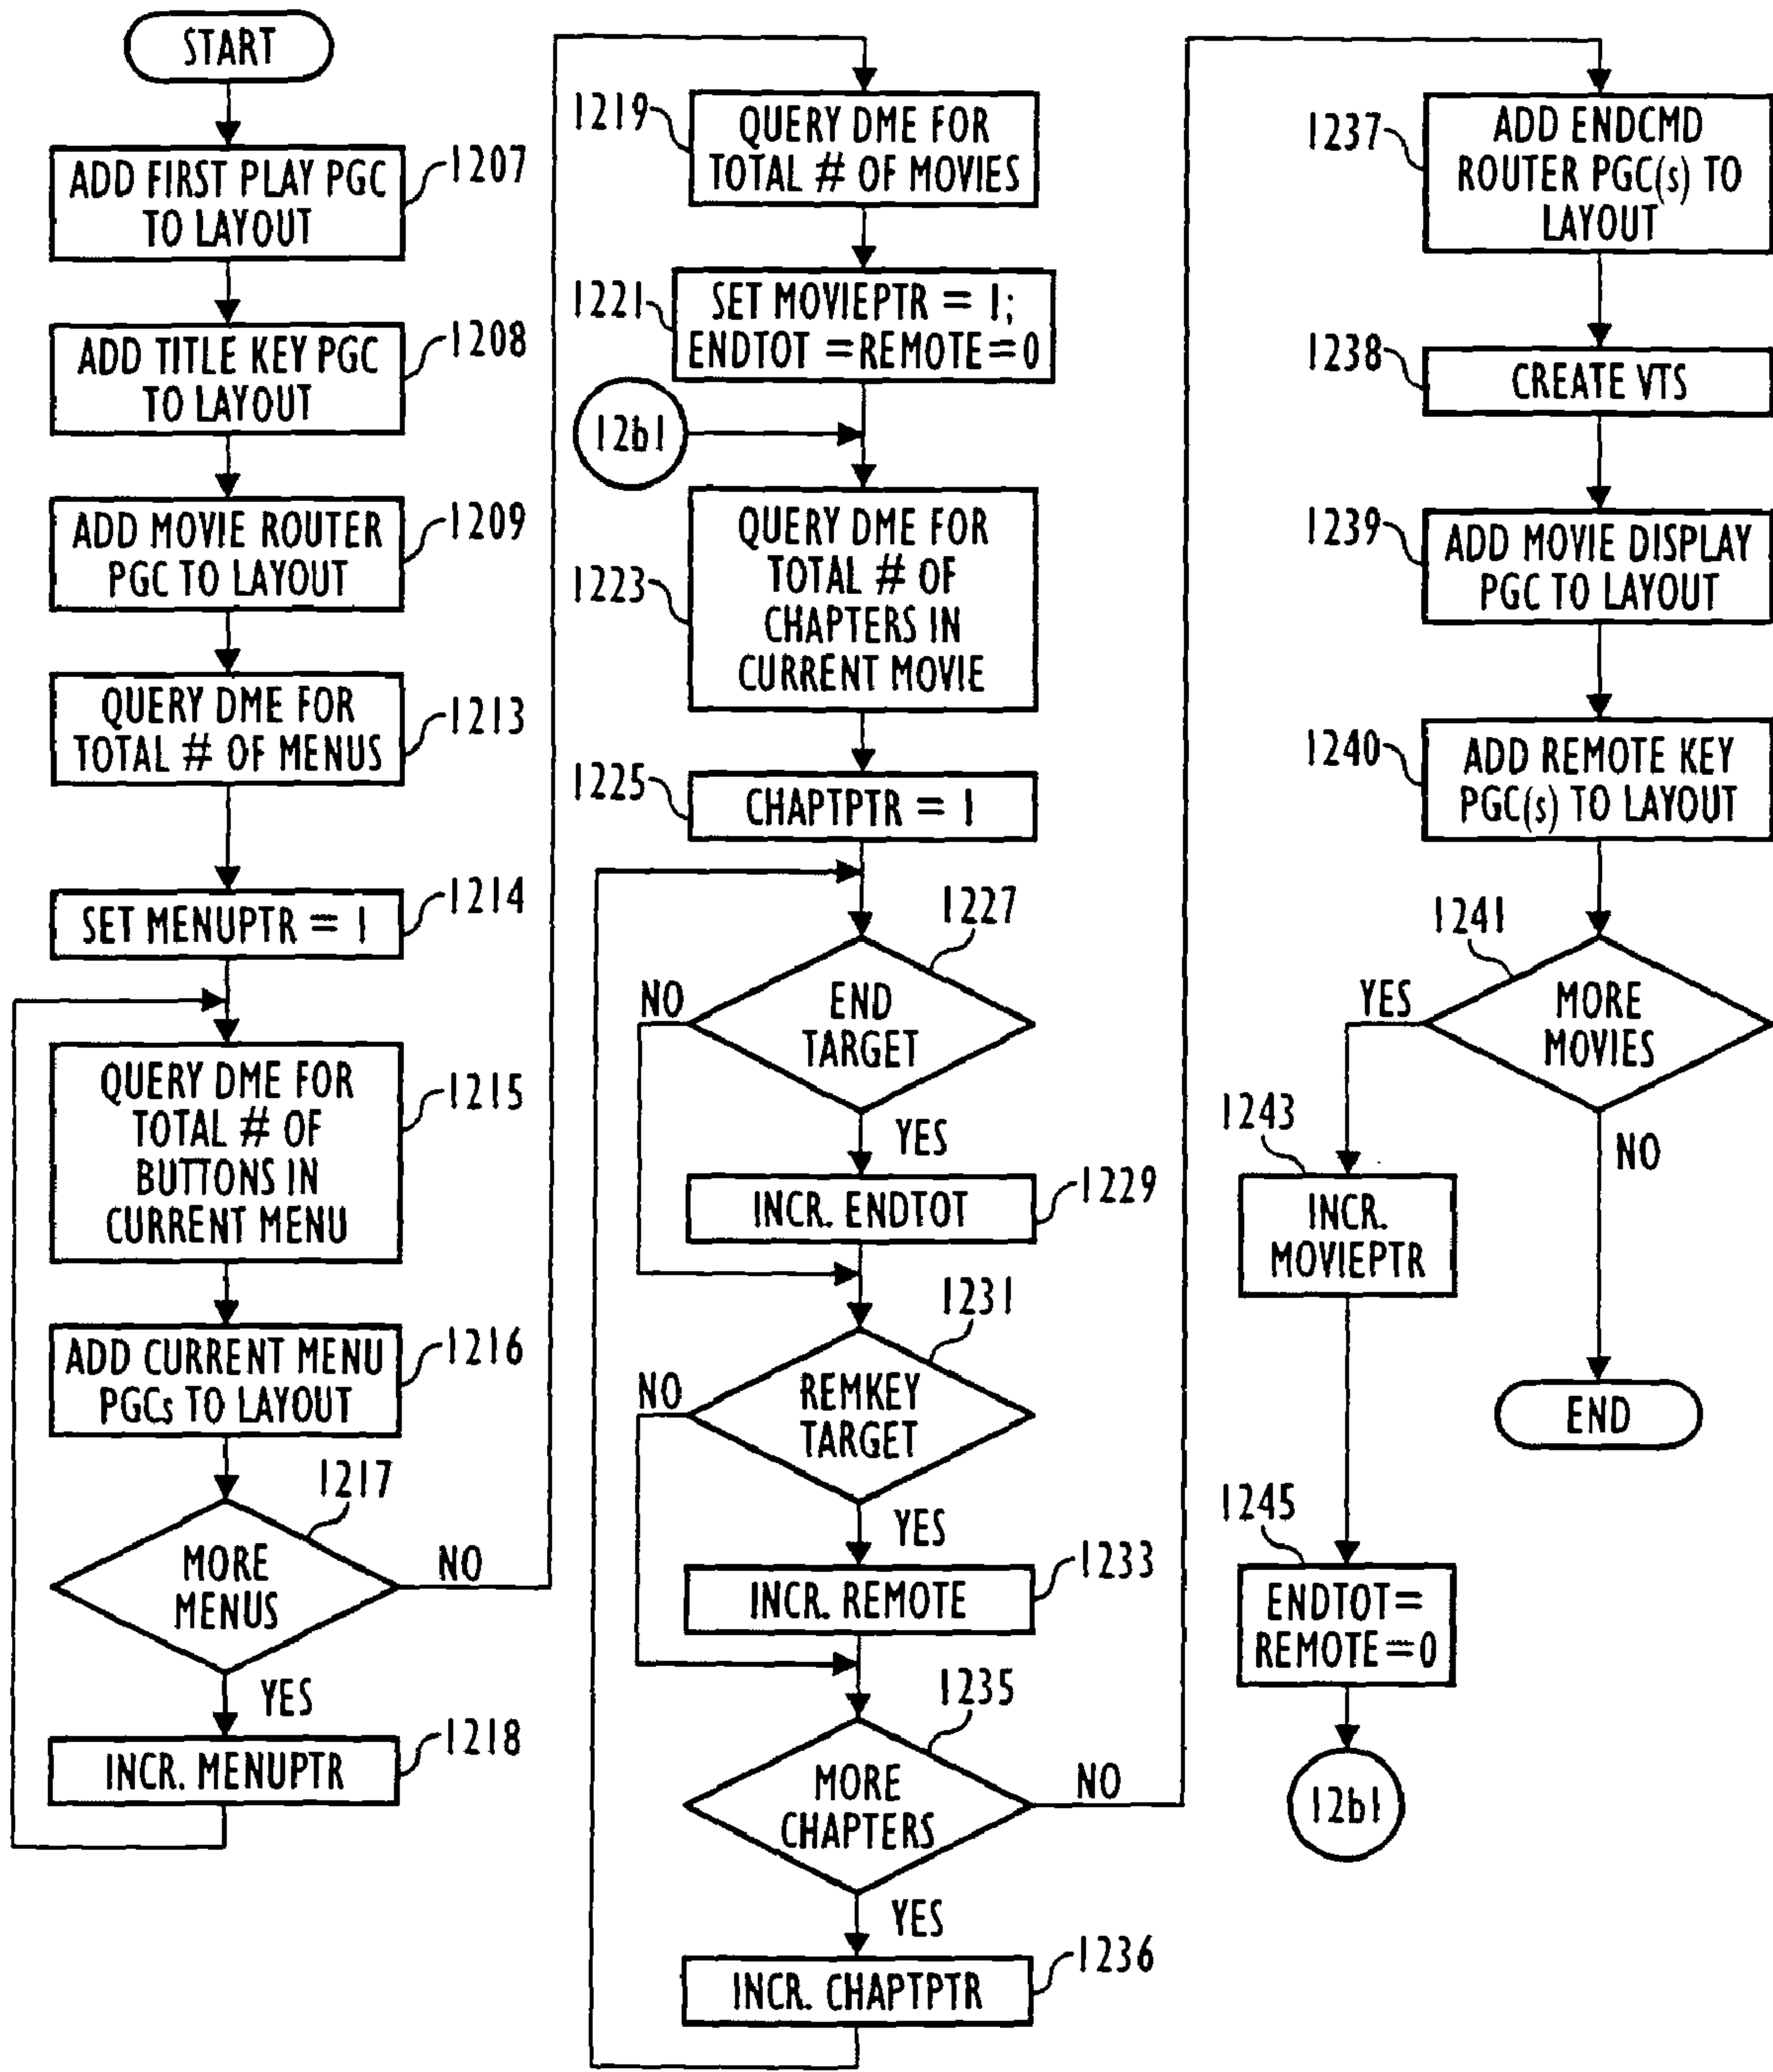 START
ADD FIRST PLAY PGC
TO LAYOUT
1207
ADD TITLE KEY PGC
TO LAYOUT
1208
ADD MOVIE ROUTER
PGC TO LAYOUT
1209
QUERY DME FOR
TOTAL # OF MENUS
1213
SET MENUPTR = 1
1214
QUERY DME FOR
TOTAL # OF
BUTTONS IN
CURRENT MENU
1215
ADD CURRENT MENU
PGCs TO LAYOUT
1216
1217
MORE
MENUS
NO
YES
INCR. MENUPTR
1218
1219
QUERY DME FOR
TOTAL # OF MOVIES
1221
SET MOVIEPTR = 1;
ENDTOT =REMOTE=0
12b1
1223
QUERY DME FOR
TOTAL # OF
CHAPTERS IN
CURRENT MOVIE
1225
CHAPTPTR = 1
1227
NO
END
TARGET
YES
INCR. ENDTOT
1229
1231
NO
REMKEY
TARGET
YES
INCR. REMOTE
1233
1235
MORE
CHAPTERS
NO
YES
INCR. CHAPTPTR
1236
1237
ADD ENDCMD
ROUTER PGC(s) TO
LAYOUT
1238
CREATE VTS
1239
ADD MOVIE DISPLAY
PGC TO LAYOUT
1240
ADD REMOTE KEY
PGC(s) TO LAYOUT
1241
YES
MORE
MOVIES
NO
1243
INCR.
MOVIEPTR
END
1245
ENDTOT=
REMOTE=0
12b1